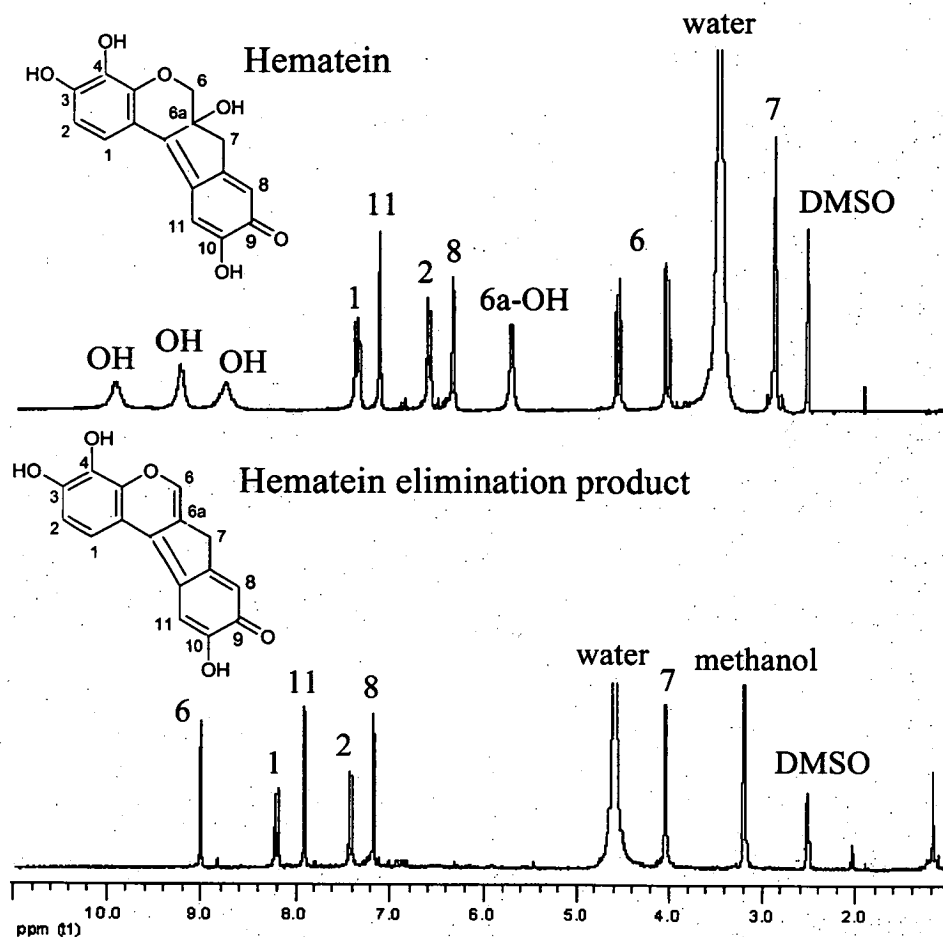 water
OH
OH
Hematein
HO
4
O
6
3
6a
OH
2
7
1
8
11
10
9
O
OH
7
DMSO
11
6
1
2
8
6a-OH
OH
OH
OH
OH
HO
4
O
6
3
Hematein elimination product
6a
2
7
1
8
11
10
9
O
OH
water
methanol
7
6
11
8
1
2
DMSO
10.0 9.0 8.0 7.0 6.0 5.0 4.0 3.0 2.0
ppm (t1)